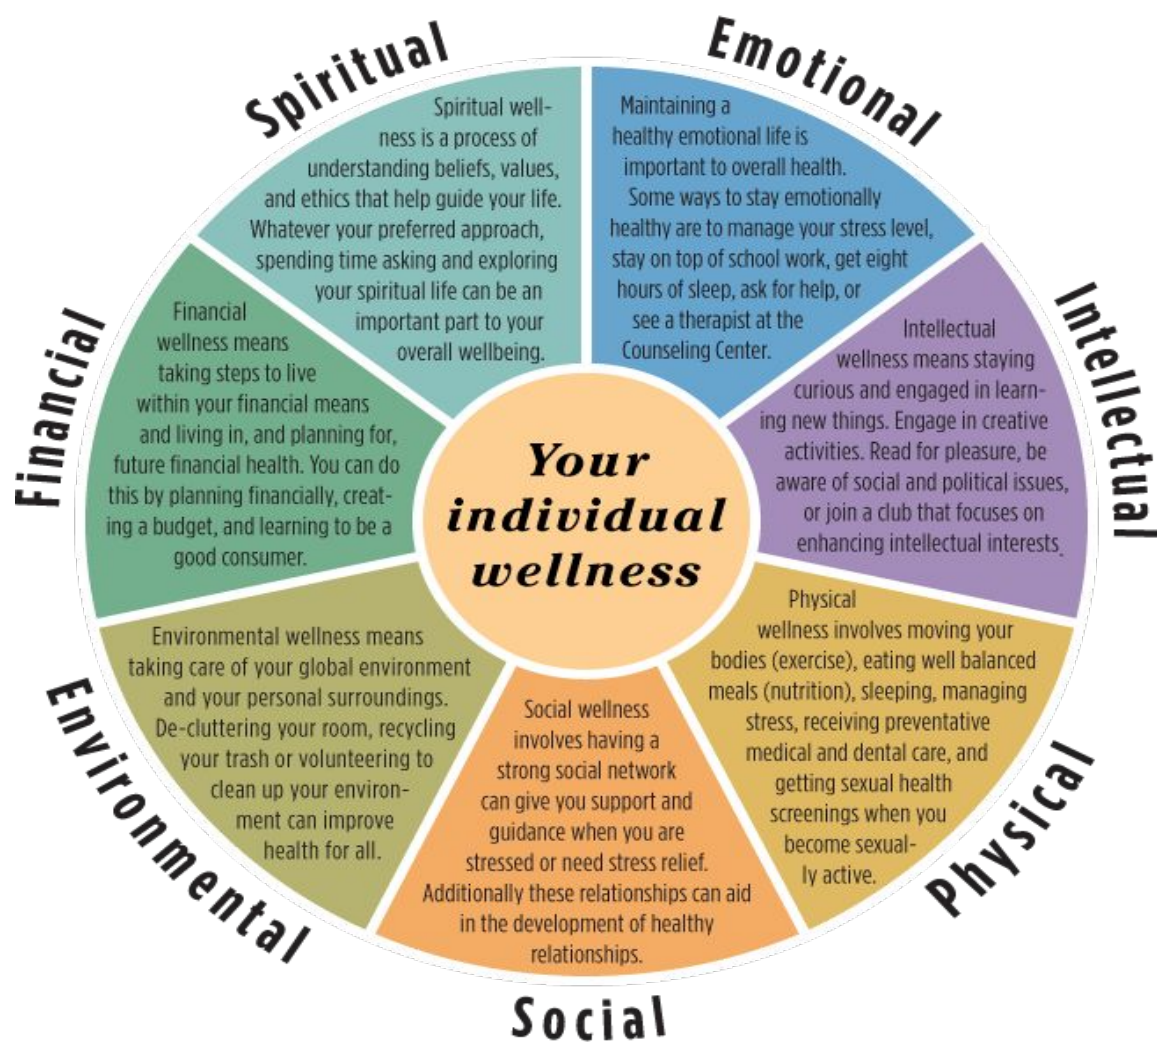 Spiritual
Spiritual well-
ness is a process of
understanding beliefs, values,
and ethics that help guide your life.
Whatever your preferred approach,
spending time asking and exploring
your spiritual life can be an
important part to your
overall wellbeing.
Emotional
Maintaining a
healthy emotional life is
important to overall health.
Some ways to stay emotionally
healthy are to manage your stress level,
stay on top of school work, get eight
hours of sleep, ask for help, or
see a therapist at the
Counseling Center.
Intellectual
Intellectual
wellness means staying
curious and engaged in learn-
ing new things. Engage in creative
activities. Read for pleasure, be
aware of social and political issues,
or join a club that focuses on
enhancing intellectual interests.
Physical
Physical
wellness involves moving your
bodies (exercise), eating well balanced
meals (nutrition), sleeping, managing
stress, receiving preventative
medical and dental care, and
getting sexual health
screenings when you
become sexual-
ly active.
Social
Social wellness
involves having a
strong social network
can give you support and
guidance when you are
stressed or need stress relief.
Additionally these relationships can aid
in the development of healthy
relationships.
Environmental
Environmental wellness means
taking care of your global environment
and your personal surroundings.
De-cluttering your room, recycling
your trash or volunteering to
clean up your environ-
ment can improve
health for all.
Financial
Financial
wellness means
taking steps to live
within your financial means
and living in, and planning for,
future financial health. You can do
this by planning financially, creat-
ing a budget, and learning to be a
good consumer.
Your
individual
wellness